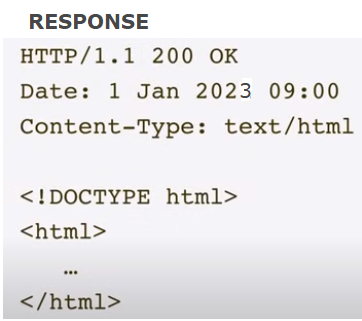 RESPONSE
HTTP/1.1 200 OK
Date: 1 Jan 2023 09:00
Content-Type: text/html
<!DOCTYPE html>
<html>
…
</html>